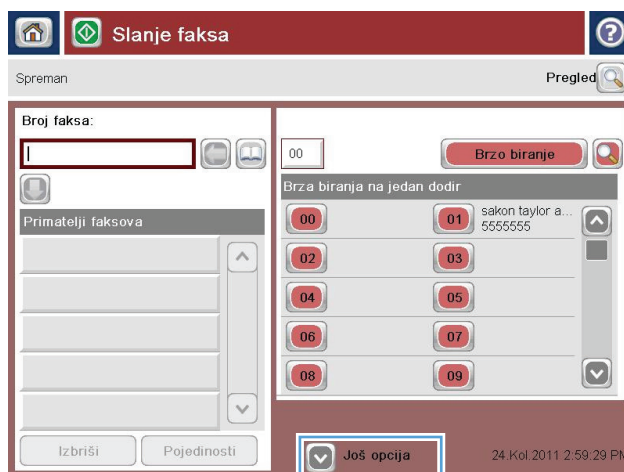 Slanje faksa
Spreman
Pregled
Broj faksa:
00
Brzo biranje
Brza biranja na jedan dodir
Primatelji faksova
00
01
sakon taylor a...
5555555
02
03
04
05
06
07
08
09
Izbriši
Pojedinosti
Još opcija
24.Kol.2011 2:59:29 PM